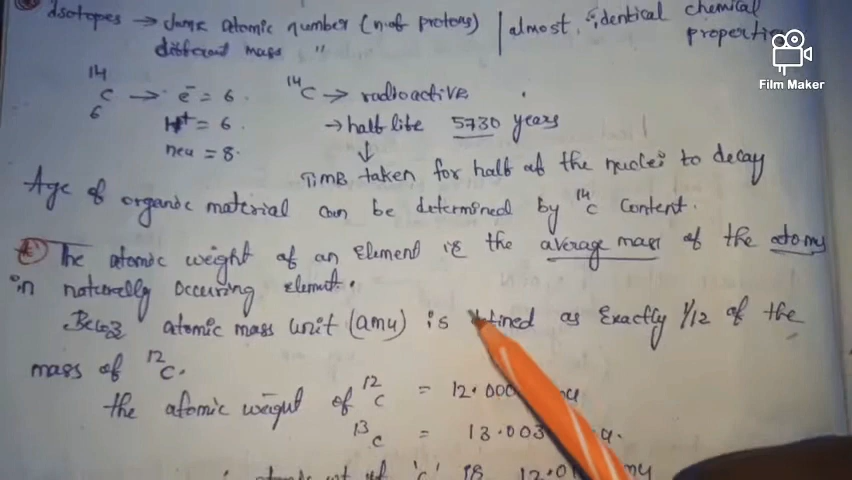 Isotopes → same atomic number (n of protons) | almost identical chemical properties
different mass "
Film Maker
14 C 6 → e⁻ = 6
H⁺ = 6
neu = 8
¹⁴C → radioactive
→ half life 5730 years
↓
Time taken for half of the nuclei to decay
Age of organic material can be determined by ¹⁴C content.
The atomic weight of an element is the average mass of the atoms
in naturally occuring element.
atomic mass unit (amu) is defined as exactly 1/12 of the
mass of ¹²C.
the atomic weight of ¹²C = 12.000
¹³C = 13.003
'C' is 12.01